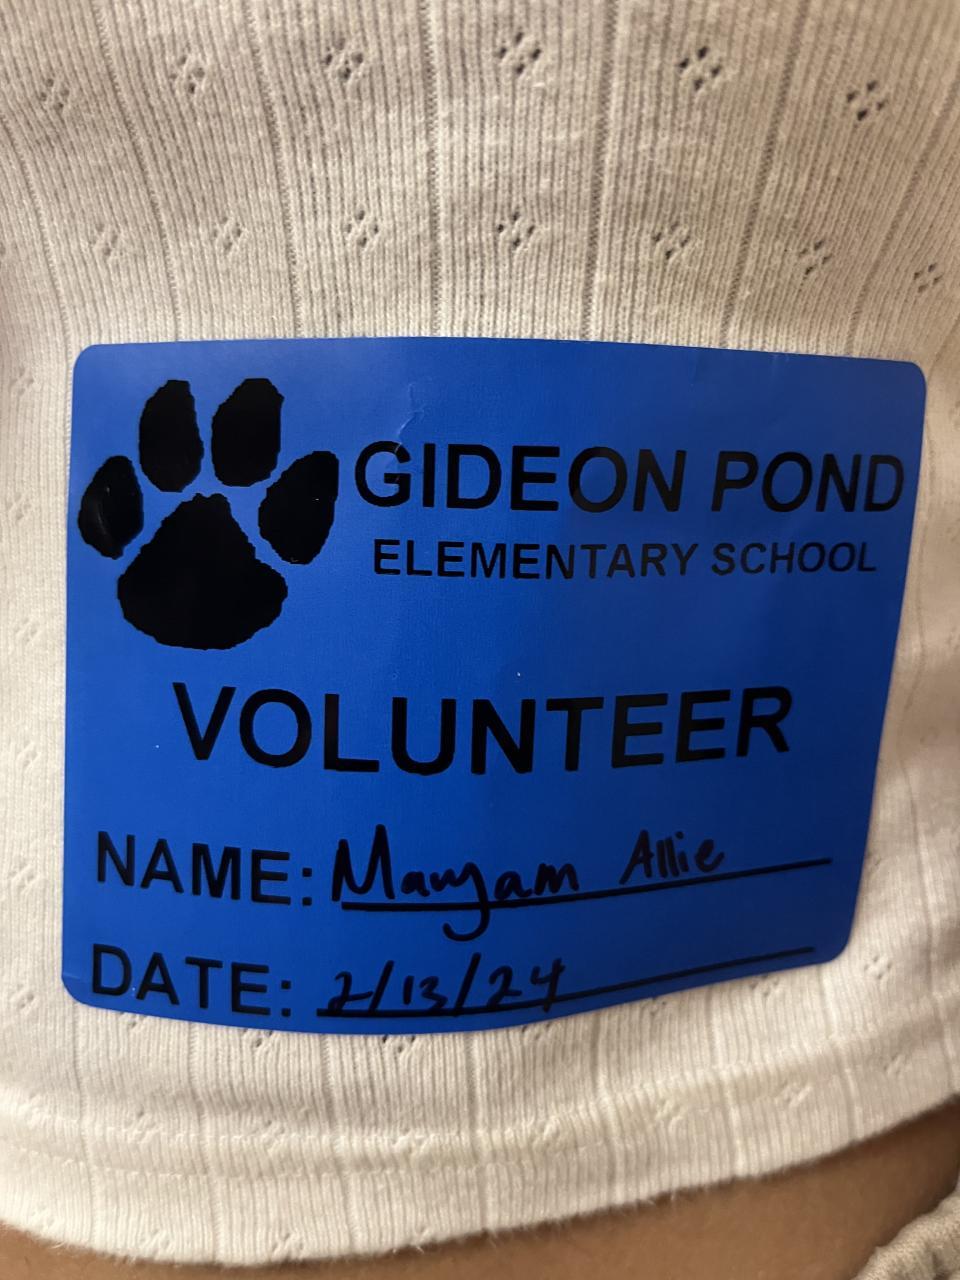 GIDEON POND
ELEMENTARY SCHOOL
VOLUNTEER
NAME: Maryam Allie
DATE: 2/13/24